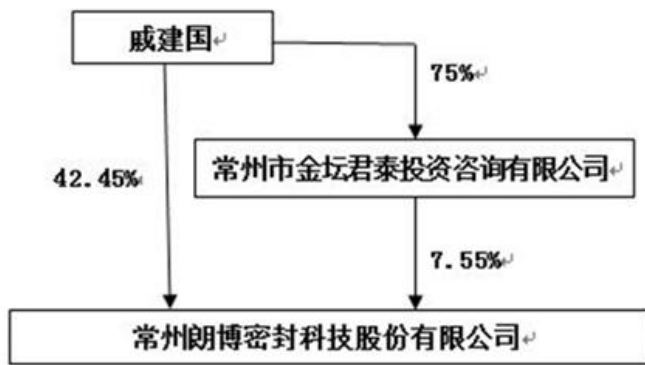 戚建国
75%
常州市金坛君泰投资咨询有限公司
42.45%
7.55%
常州朗博密封科技股份有限公司